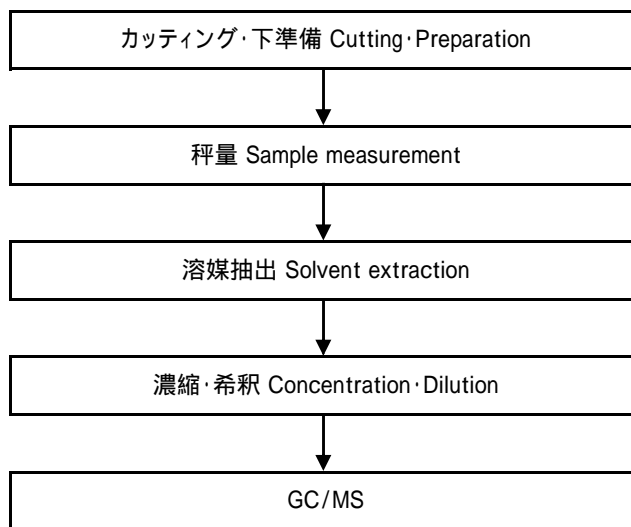 カッティング・下準備 Cutting・Preparation
秤量 Sample measurement
溶媒抽出 Solvent extraction
濃縮・希釈 Concentration・Dilution
GC/MS